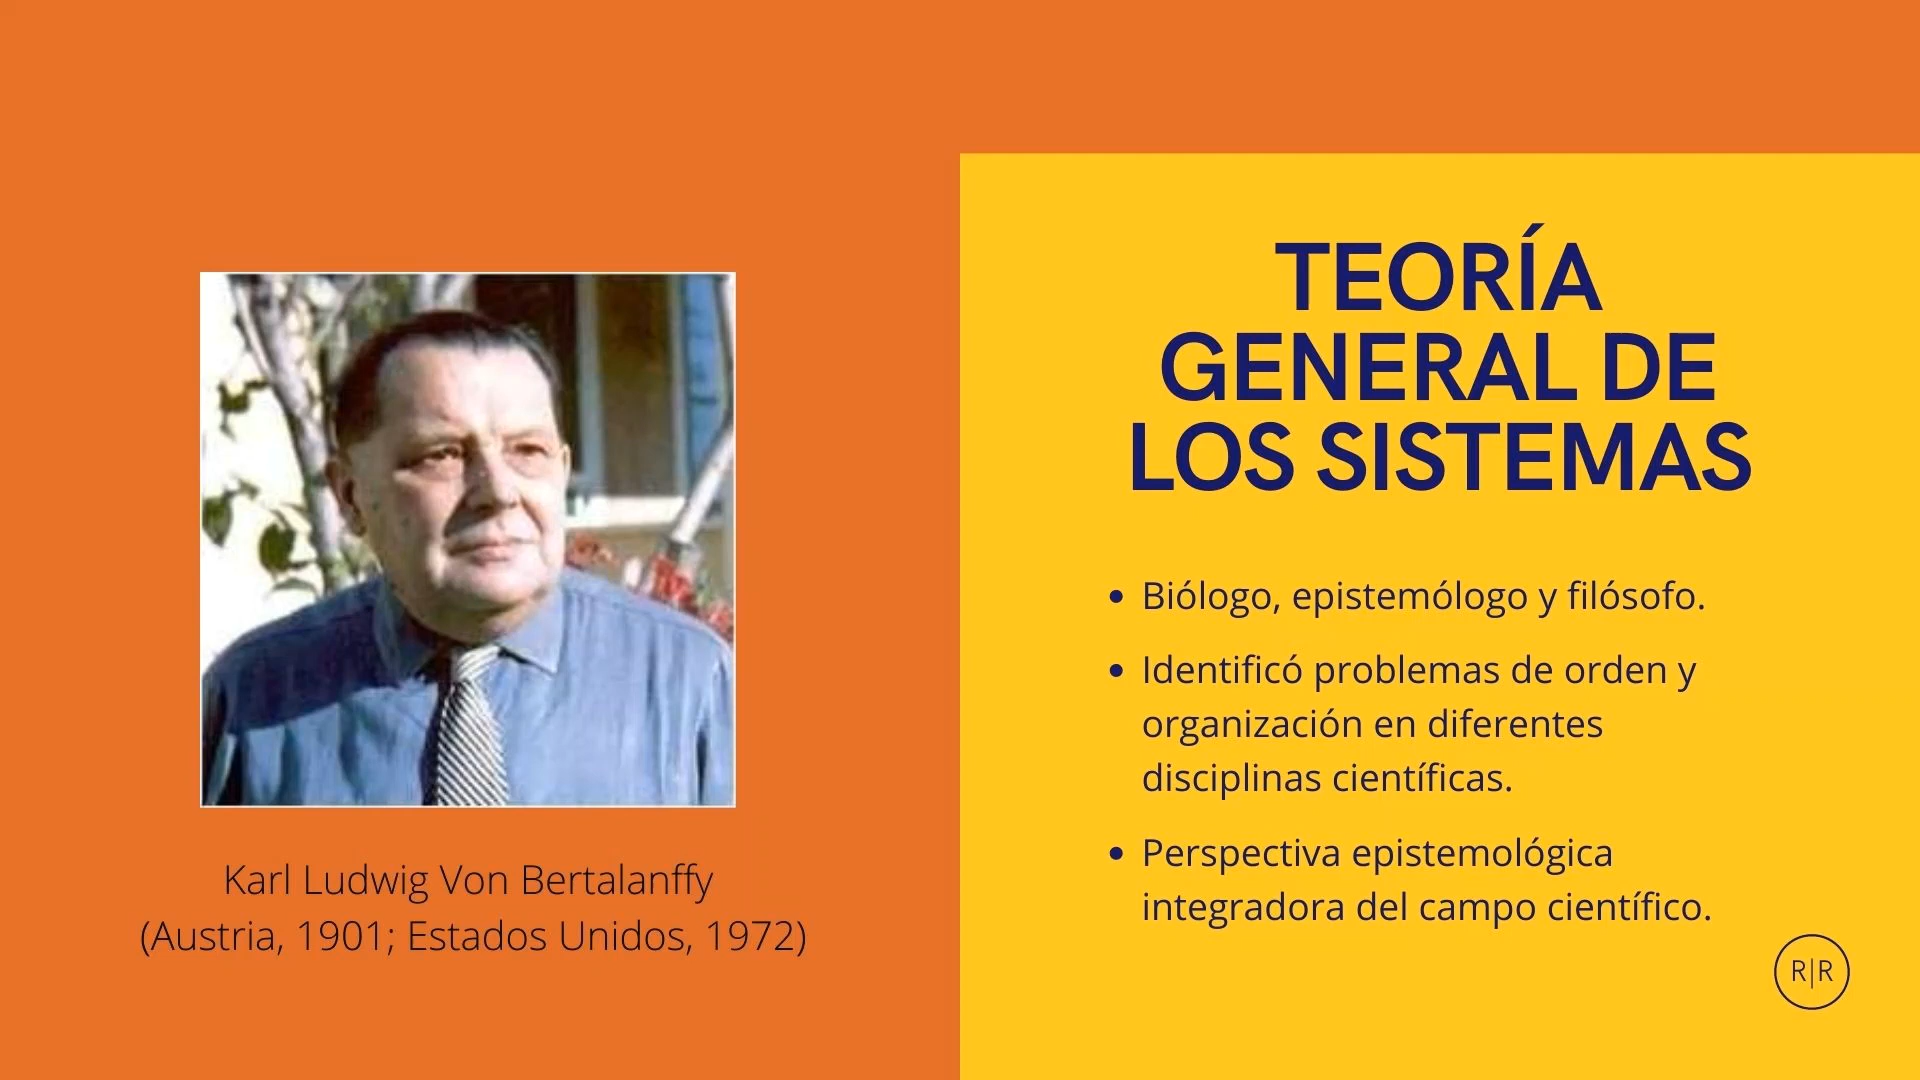 Karl Ludwig Von Bertalanffy
(Austria, 1901; Estados Unidos, 1972)
TEORÍA
GENERAL DE
LOS SISTEMAS
• Biólogo, epistemólogo y filósofo.
• Identificó problemas de orden y
organización en diferentes
disciplinas científicas.
• Perspectiva epistemológica
integradora del campo científico.
R|R